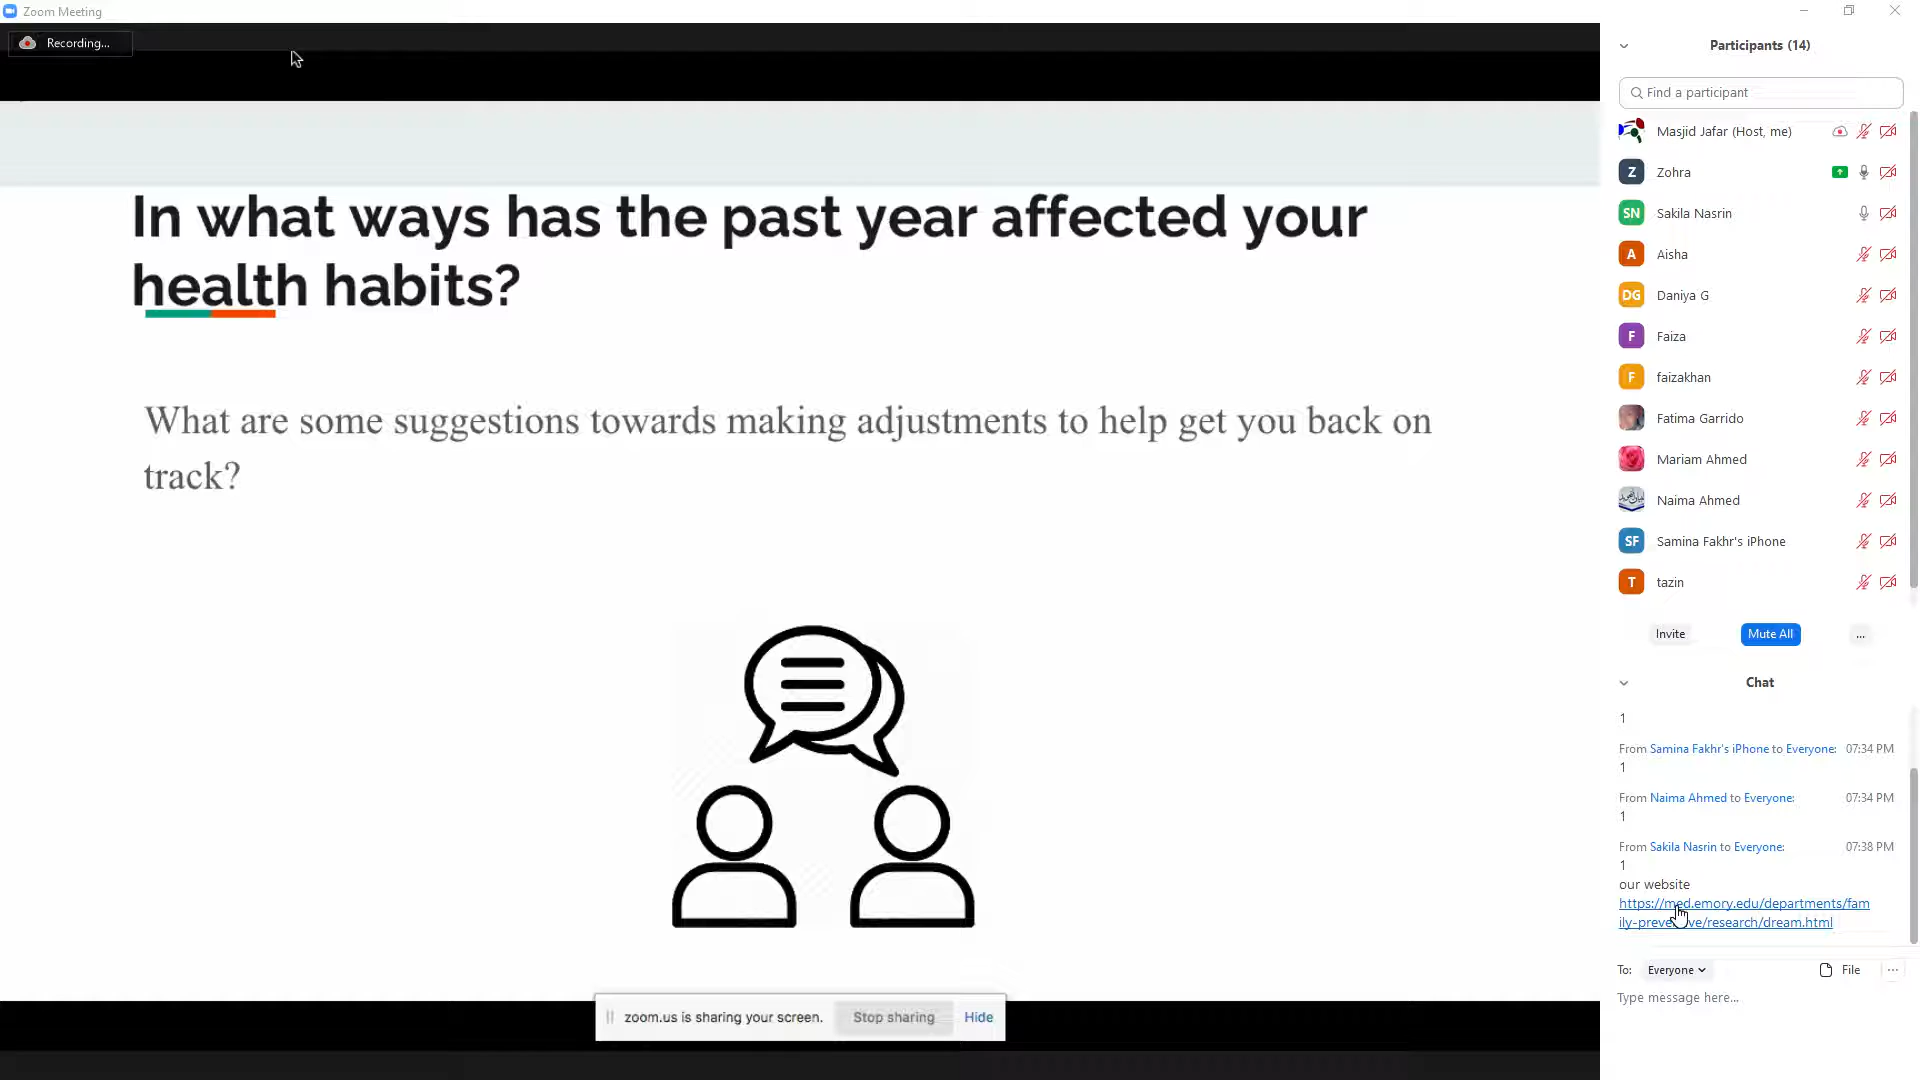 Zoom Meeting
Recording...
In what ways has the past year affected your
health habits?
What are some suggestions towards making adjustments to help get you back on
track?
zoom.us is sharing your screen.
Stop sharing
Hide
Participants (14)
Find a participant
Masjid Jafar (Host, me)
Z
Zohra
SN
Sakila Nasrin
A
Aisha
DG
Daniya G
F
Faiza
F
faizakhan
Fatima Garrido
Mariam Ahmed
Naima Ahmed
SF
Samina Fakhr's iPhone
T
tazin
Invite
Mute All
...
Chat
1
From Samina Fakhr's iPhone to Everyone: 07:34 PM
1
From Naima Ahmed to Everyone: 07:34 PM
1
From Sakila Nasrin to Everyone: 07:38 PM
1
our website
https://med.emory.edu/departments/fam
ily-preventive/research/dream.html
To: Everyone
File
...
Type message here...